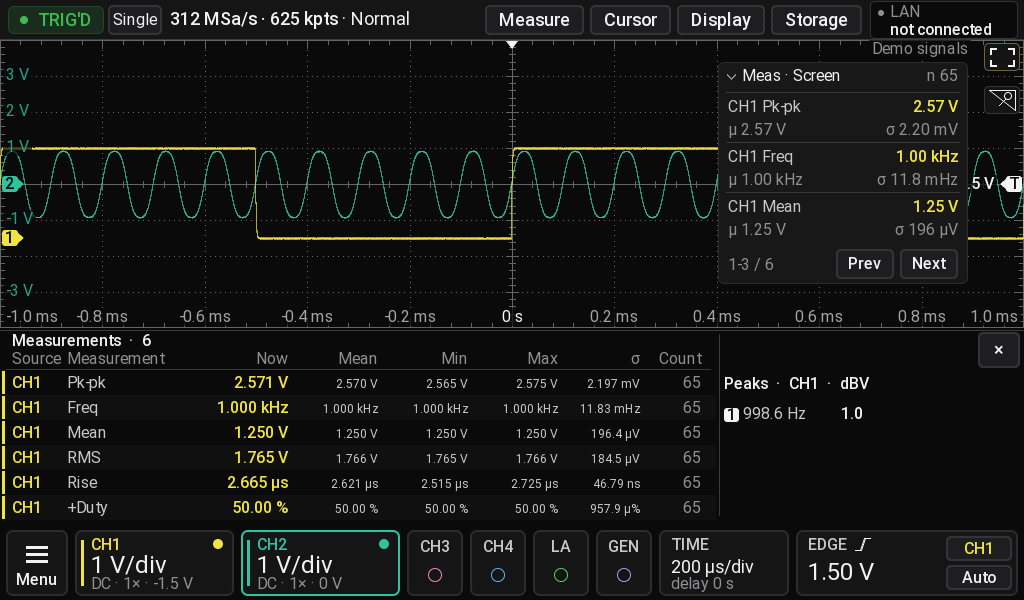 TRIG'D Single 312 MSa/s · 625 kpts · Normal Measure Cursor Display Storage LAN
not connected
Demo signals
3 V
2 V
1 V
-1 V
-3 V
2
1
Meas · Screen n 65
CH1 Pk-pk 2.57 V
μ 2.57 V σ 2.20 mV
CH1 Freq 1.00 kHz
μ 1.00 kHz σ 11.8 mHz
CH1 Mean 1.25 V
μ 1.25 V σ 196 μV
1-3 / 6 Prev Next
.5 V T
-1.0 ms -0.8 ms -0.6 ms -0.4 ms -0.2 ms 0 s 0.2 ms 0.4 ms 0.6 ms 0.8 ms 1.0 ms
Measurements · 6 ×
Source Measurement Now Mean Min Max σ Count
CH1 Pk-pk 2.571 V 2.570 V 2.565 V 2.575 V 2.197 mV 65
CH1 Freq 1.000 kHz 1.000 kHz 1.000 kHz 1.000 kHz 11.83 mHz 65
CH1 Mean 1.250 V 1.250 V 1.250 V 1.250 V 196.4 μV 65
CH1 RMS 1.765 V 1.766 V 1.765 V 1.766 V 184.5 μV 65
CH1 Rise 2.665 μs 2.621 μs 2.515 μs 2.725 μs 46.79 ns 65
CH1 +Duty 50.00 % 50.00 % 50.00 % 50.00 % 957.9 μ% 65
Peaks · CH1 · dBV
1 998.6 Hz 1.0
Menu
CH1
1 V/div
DC · 1× · -1.5 V
CH2
1 V/div
DC · 1× · 0 V
CH3
CH4
LA
GEN
TIME
200 μs/div
delay 0 s
EDGE
1.50 V
CH1
Auto